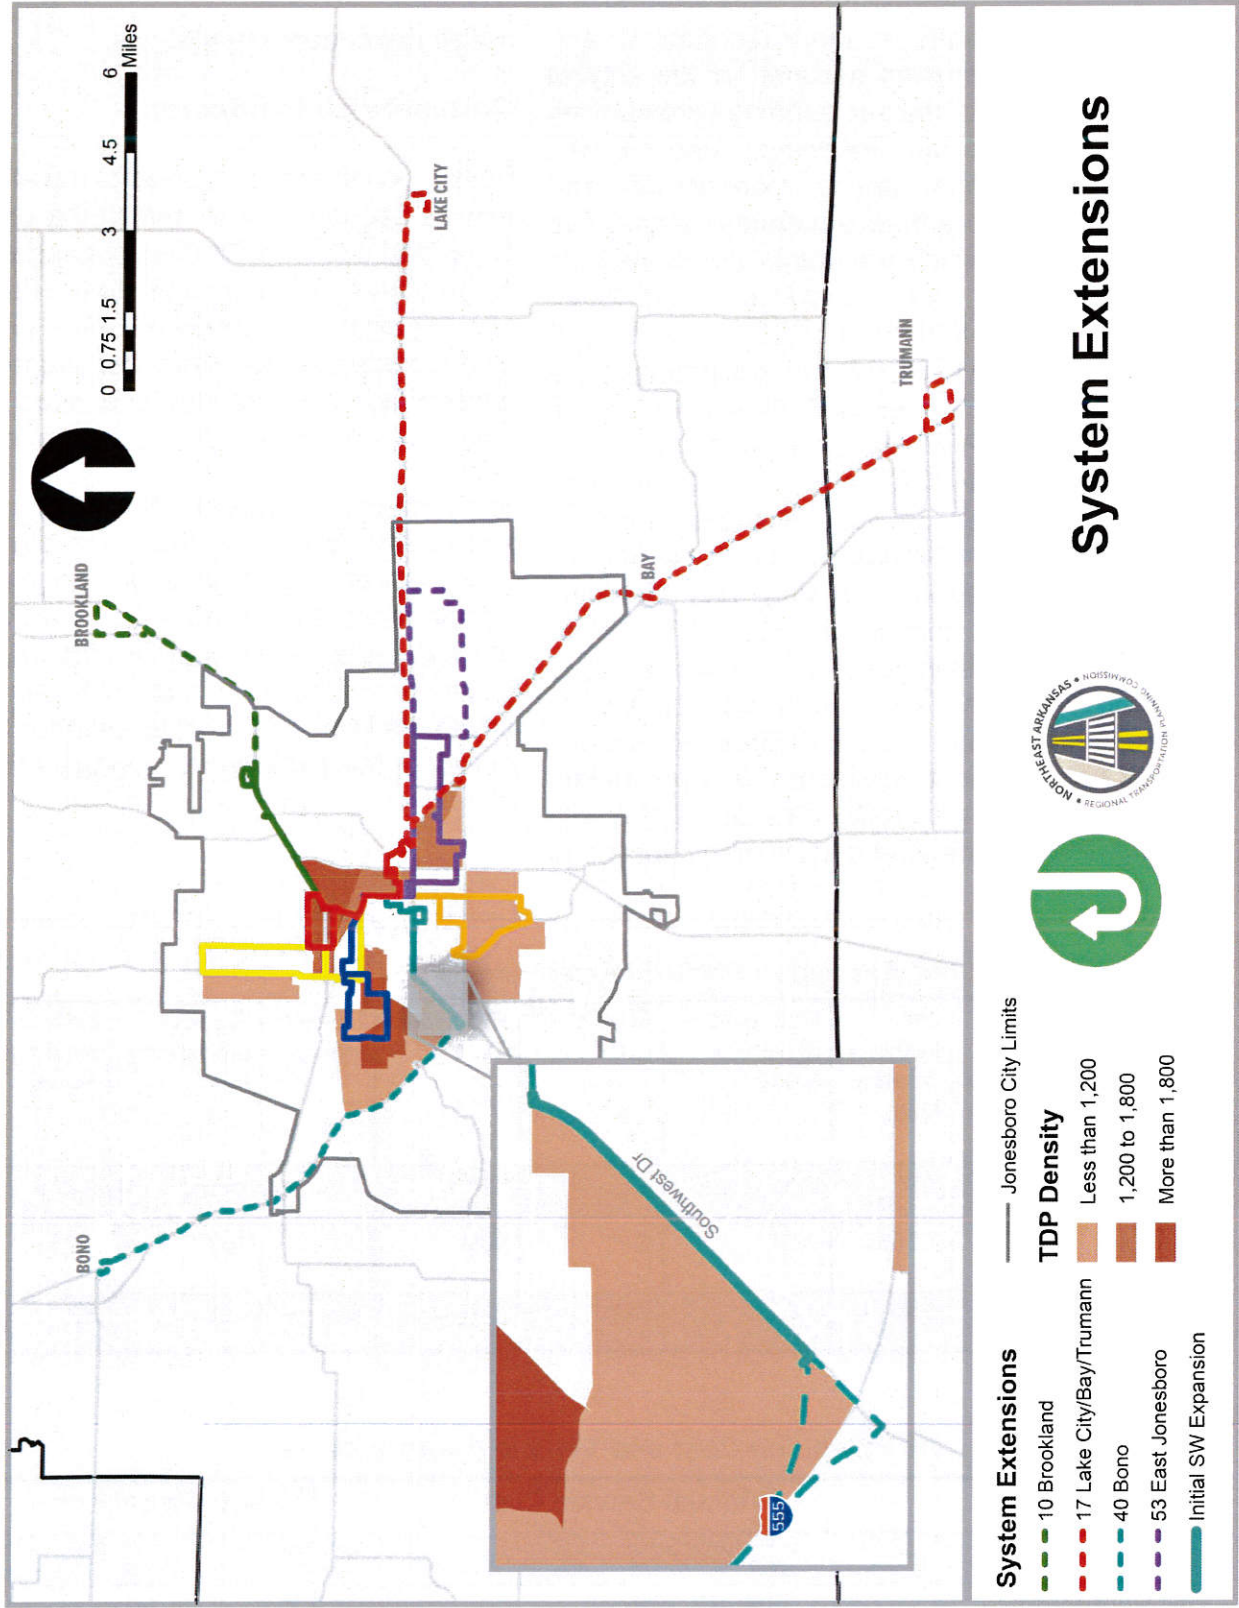 0 0.75 1.5 3 4.5 6
Miles
BROOKLAND
BONO
LAKE CITY
BAY
TRUMANN
Southwest Dr
555
System Extensions
10 Brookland
17 Lake City/Bay/Trumann
40 Bono
53 East Jonesboro
Initial SW Expansion
Jonesboro City Limits
TDP Density
Less than 1,200
1,200 to 1,800
More than 1,800
NORTHEAST ARKANSAS
REGIONAL TRANSPORTATION PLANNING COMMISSION
System Extensions